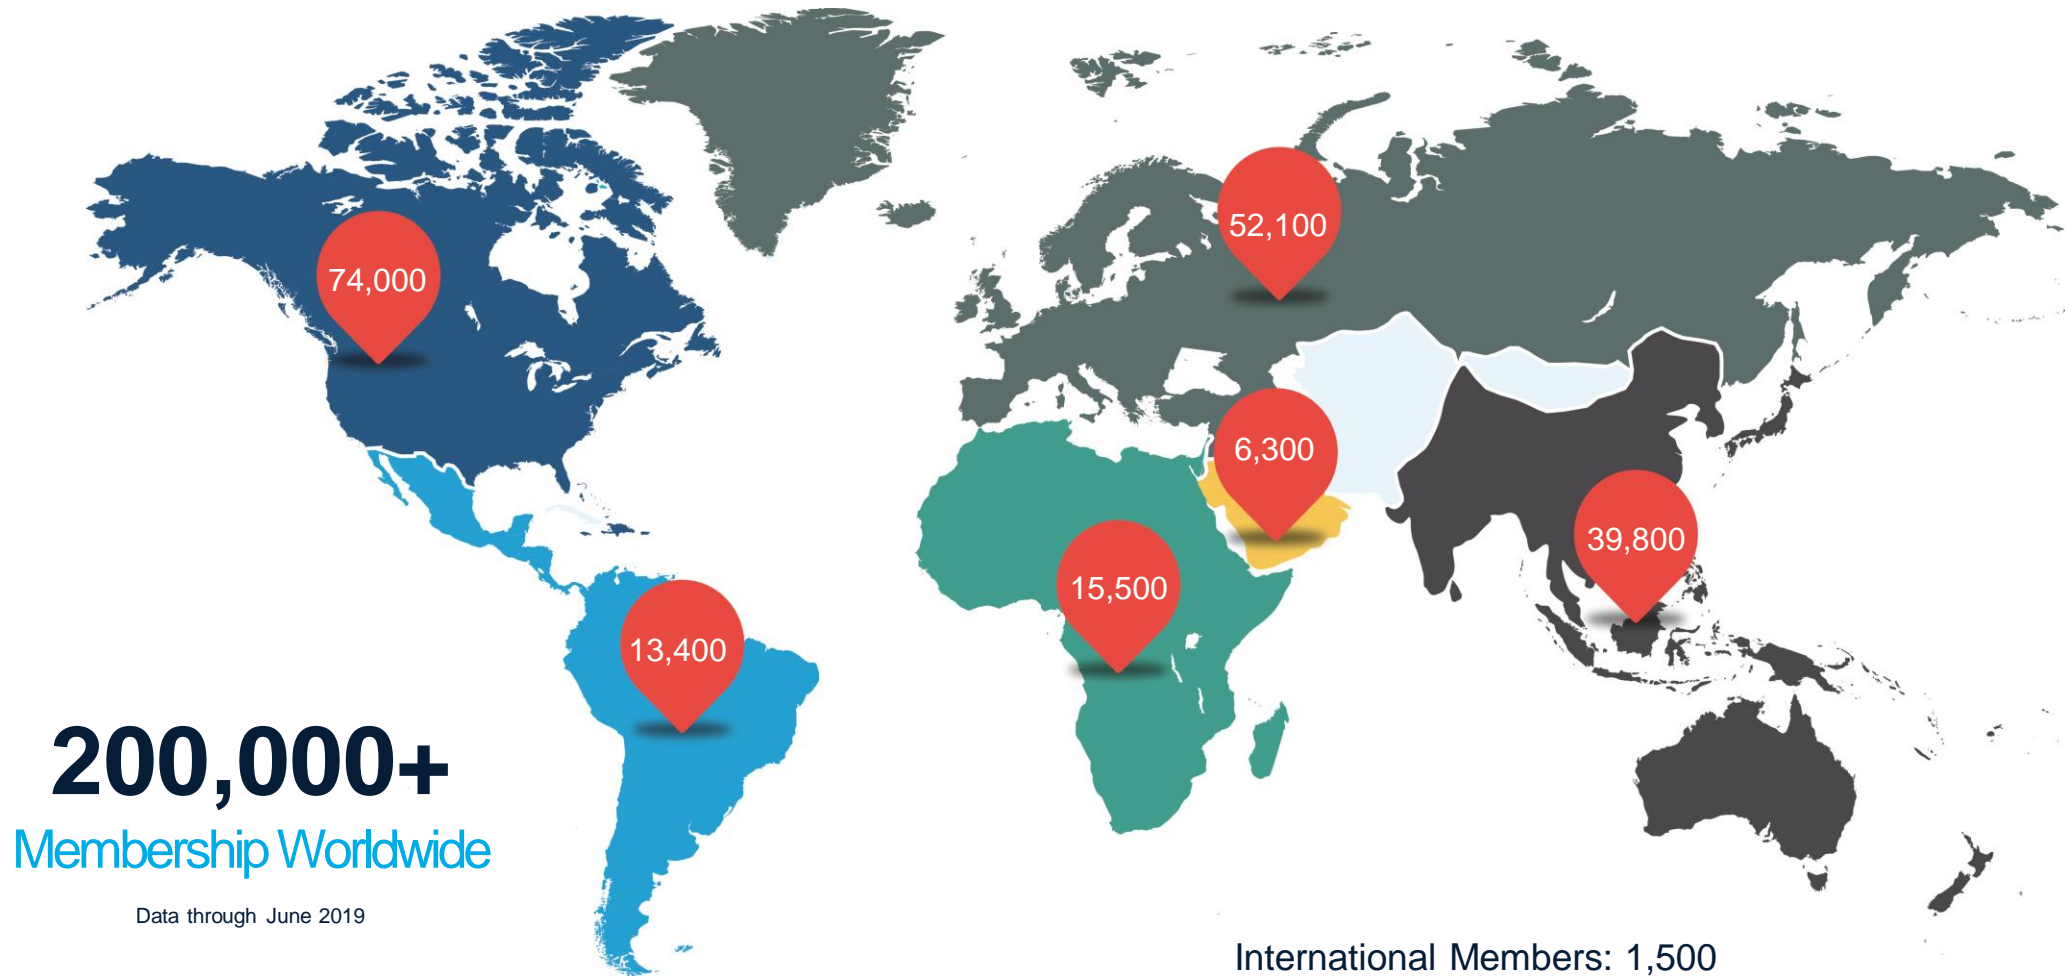 52,100
74,000
6,300
39,800
15,500
13,400
200,000+
Membership Worldwide
Data through June 2019
International Members: 1,500